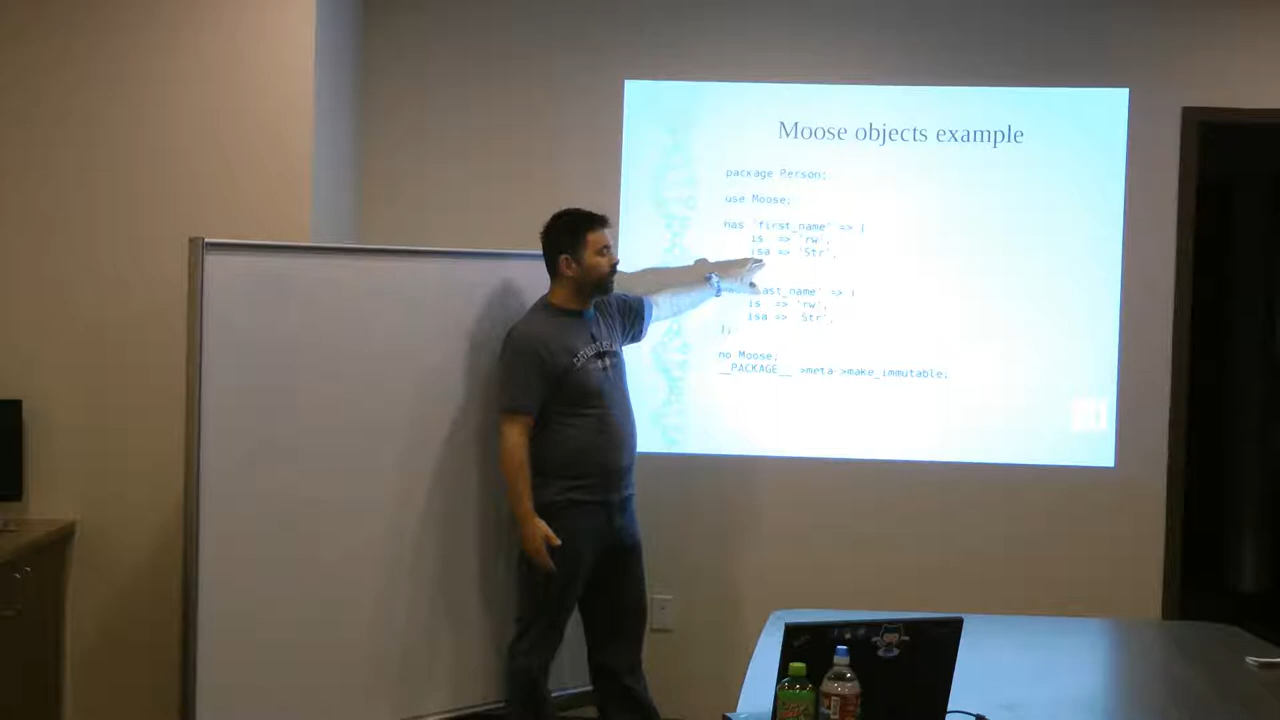 Moose objects example
package Person;
use Moose;
has 'first_name' => (
is => 'rw',
isa => 'Str',
last_name' => (
is => 'rw',
isa => 'Str',
);
no Moose;
__PACKAGE__->meta->make_immutable;